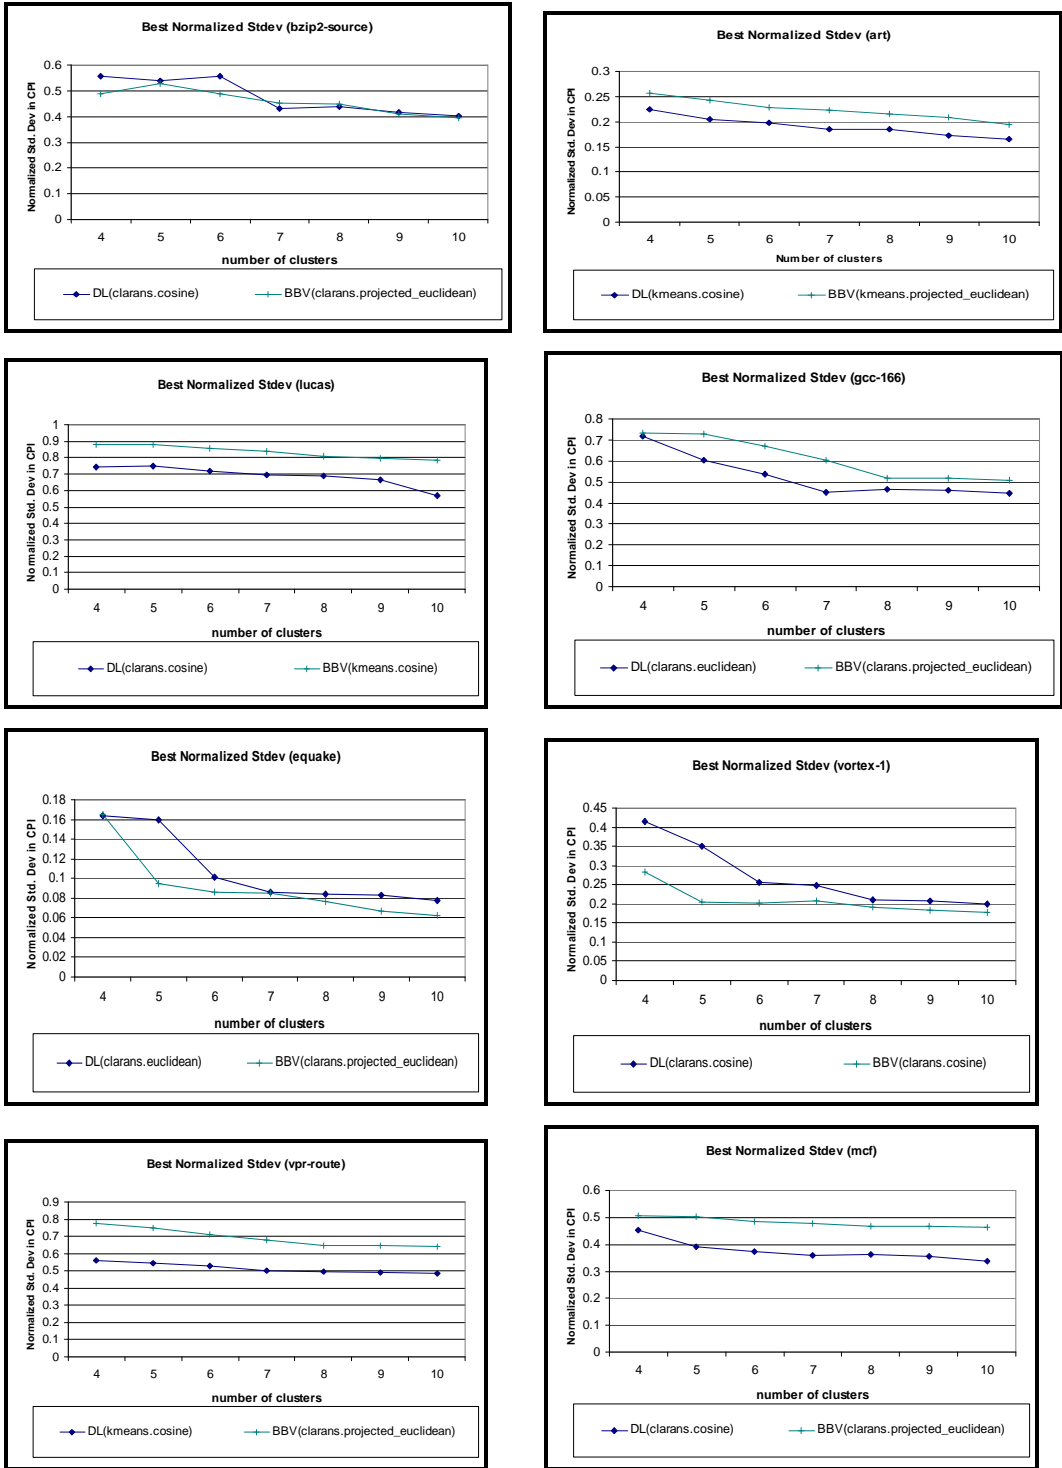 Best Normalized Stdev (bzip2-source)
Normalized Std. Dev in CPI
0.6
0.5
0.4
0.3
0.2
0.1
0
4 5 6 7 8 9 10
number of clusters
DL(clarans.cosine) BBV(clarans.projected_euclidean)
Best Normalized Stdev (art)
Normalized Std. Dev in CPI
0.3
0.25
0.2
0.15
0.1
0.05
0
4 5 6 7 8 9 10
Number of clusters
DL(kmeans.cosine) BBV(kmeans.projected_euclidean)
Best Normalized Stdev (lucas)
Normalized Std. Dev in CPI
1
0.9
0.8
0.7
0.6
0.5
0.4
0.3
0.2
0.1
0
4 5 6 7 8 9 10
number of clusters
DL(clarans.cosine) BBV(kmeans.cosine)
Best Normalized Stdev (gcc-166)
Normalized Std. Dev in CPI
0.8
0.7
0.6
0.5
0.4
0.3
0.2
0.1
0
4 5 6 7 8 9 10
number of clusters
DL(clarans.euclidean) BBV(clarans.projected_euclidean)
Best Normalized Stdev (equake)
Normalized Std. Dev in CPI
0.18
0.16
0.14
0.12
0.1
0.08
0.06
0.04
0.02
0
4 5 6 7 8 9 10
number of clusters
DL(clarans.euclidean) BBV(clarans.projected_euclidean)
Best Normalized Stdev (vortex-1)
Normalized Std. Dev in CPI
0.45
0.4
0.35
0.3
0.25
0.2
0.15
0.1
0.05
0
4 5 6 7 8 9 10
number of clusters
DL(clarans.cosine) BBV(clarans.cosine)
Best Normalized Stdev (vpr-route)
Normalized Std. Dev in CPI
0.9
0.8
0.7
0.6
0.5
0.4
0.3
0.2
0.1
0
4 5 6 7 8 9 10
number of clusters
DL(kmeans.cosine) BBV(clarans.projected_euclidean)
Best Normalized Stdev (mcf)
Normalized Std. Dev in CPI
0.6
0.5
0.4
0.3
0.2
0.1
0
4 5 6 7 8 9 10
number of clusters
DL(clarans.cosine) BBV(clarans.projected_euclidean)